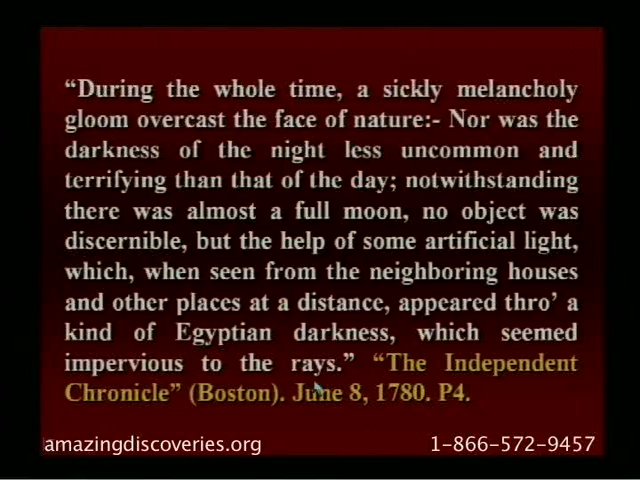 “During the whole time, a sickly melancholy
gloom overcast the face of nature:- Nor was the
darkness of the night less uncommon and
terrifying than that of the day; notwithstanding
there was almost a full moon, no object was
discernible, but the help of some artificial light,
which, when seen from the neighboring houses
and other places at a distance, appeared thro’ a
kind of Egyptian darkness, which seemed
impervious to the rays.” “The Independent
Chronicle” (Boston). June 8, 1780. P4.
amazingdiscoveries.org 1-866-572-9457